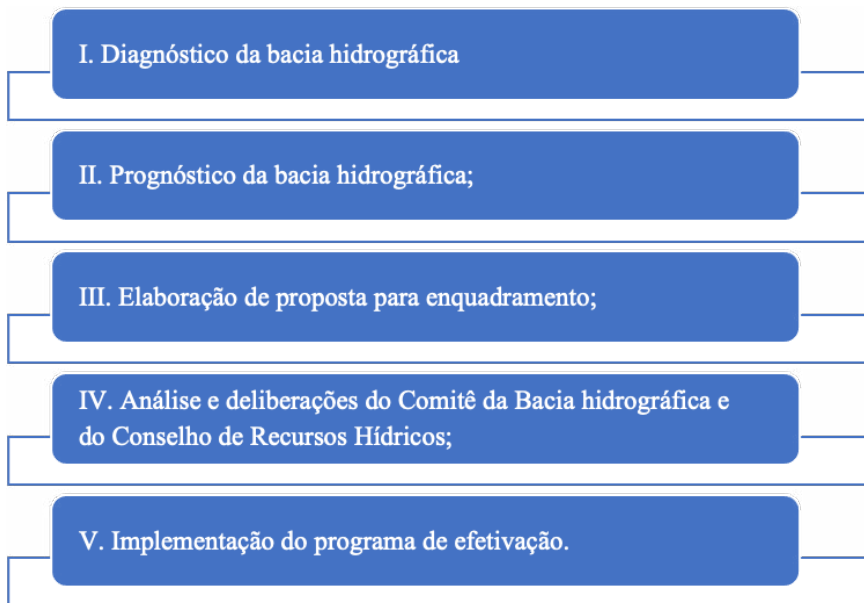 I. Diagnóstico da bacia hidrográfica
II. Prognóstico da bacia hidrográfica;
III. Elaboração de proposta para enquadramento;
IV. Análise e deliberações do Comitê da Bacia hidrográfica e
do Conselho de Recursos Hídricos;
V. Implementação do programa de efetivação.